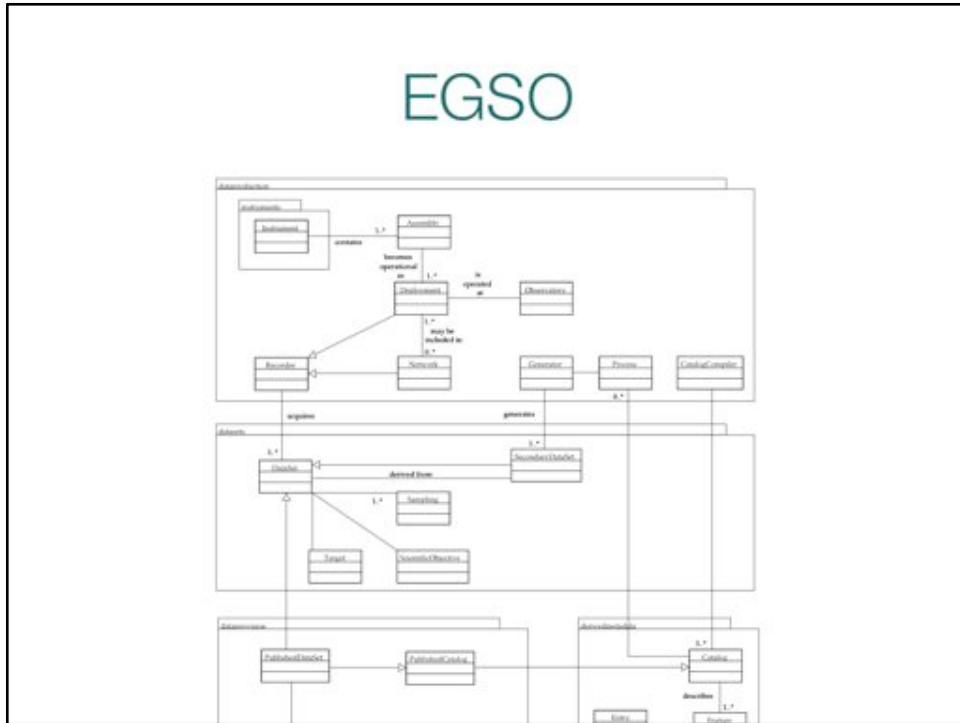 EGSO
dataproduction
instruments
Instrument
1..*
Assembly
contains
becomes
operational
as
1..*
is
operated
at
Deployment
Observatory
1..*
may be
included in
0..*
Recorder
Network
Generator
Process
CatalogCompiler
0..*
acquires
generates
datasets
1..*
1..*
DataSet
SecondaryDataSet
derived from
1..*
Sampling
Target
ScientificObjective
derivedmetadata
1..*
PublishedDataSet
PublishedCatalog
Catalog
describes
1..*
Entry
Feature